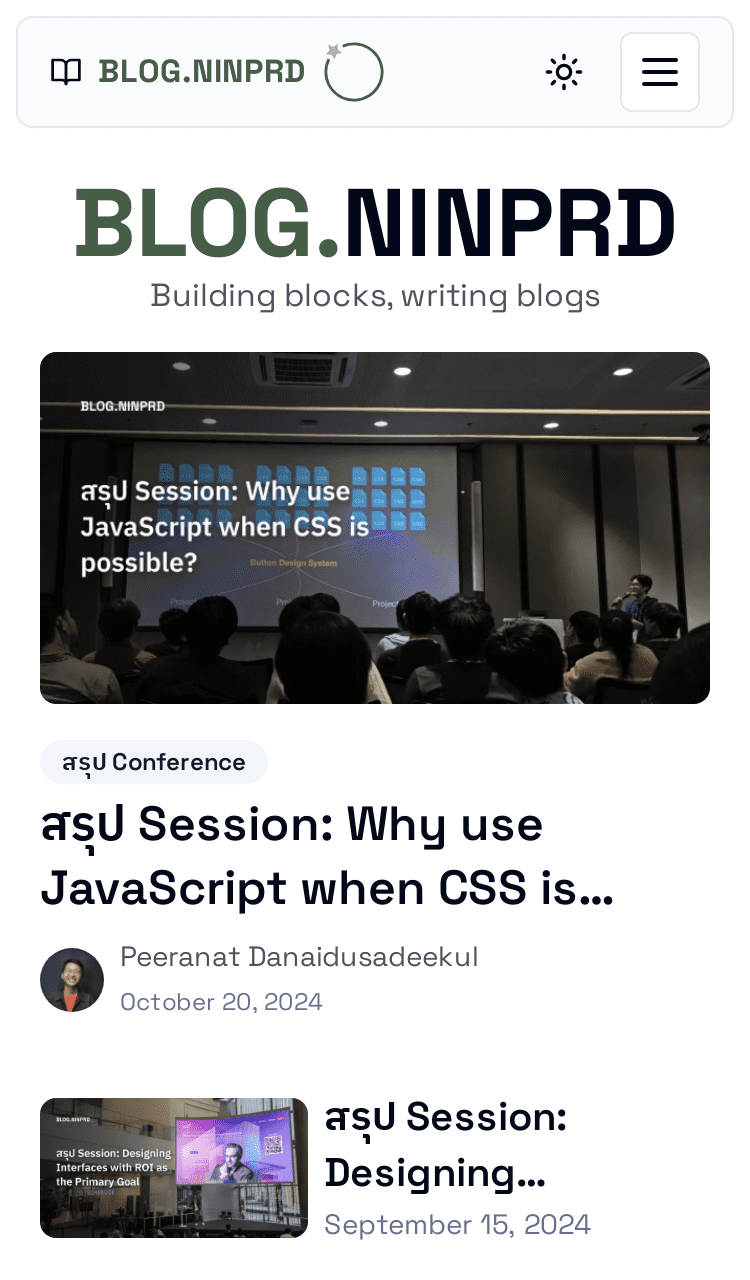 BLOG.NINPRD
BLOG.NINPRD
Building blocks, writing blogs
BLOG.NINPRD
สรุป Session: Why use
JavaScript when CSS is
possible?
Button Design System
สรุป Conference
สรุป Session: Why use
JavaScript when CSS is...
Peeranat Danaidusadeekul
October 20, 2024
สรุป Session:
Designing...
September 15, 2024
BLOG.NINPRD
สรุป Session: Designing
Interfaces with ROI as
the Primary Goal